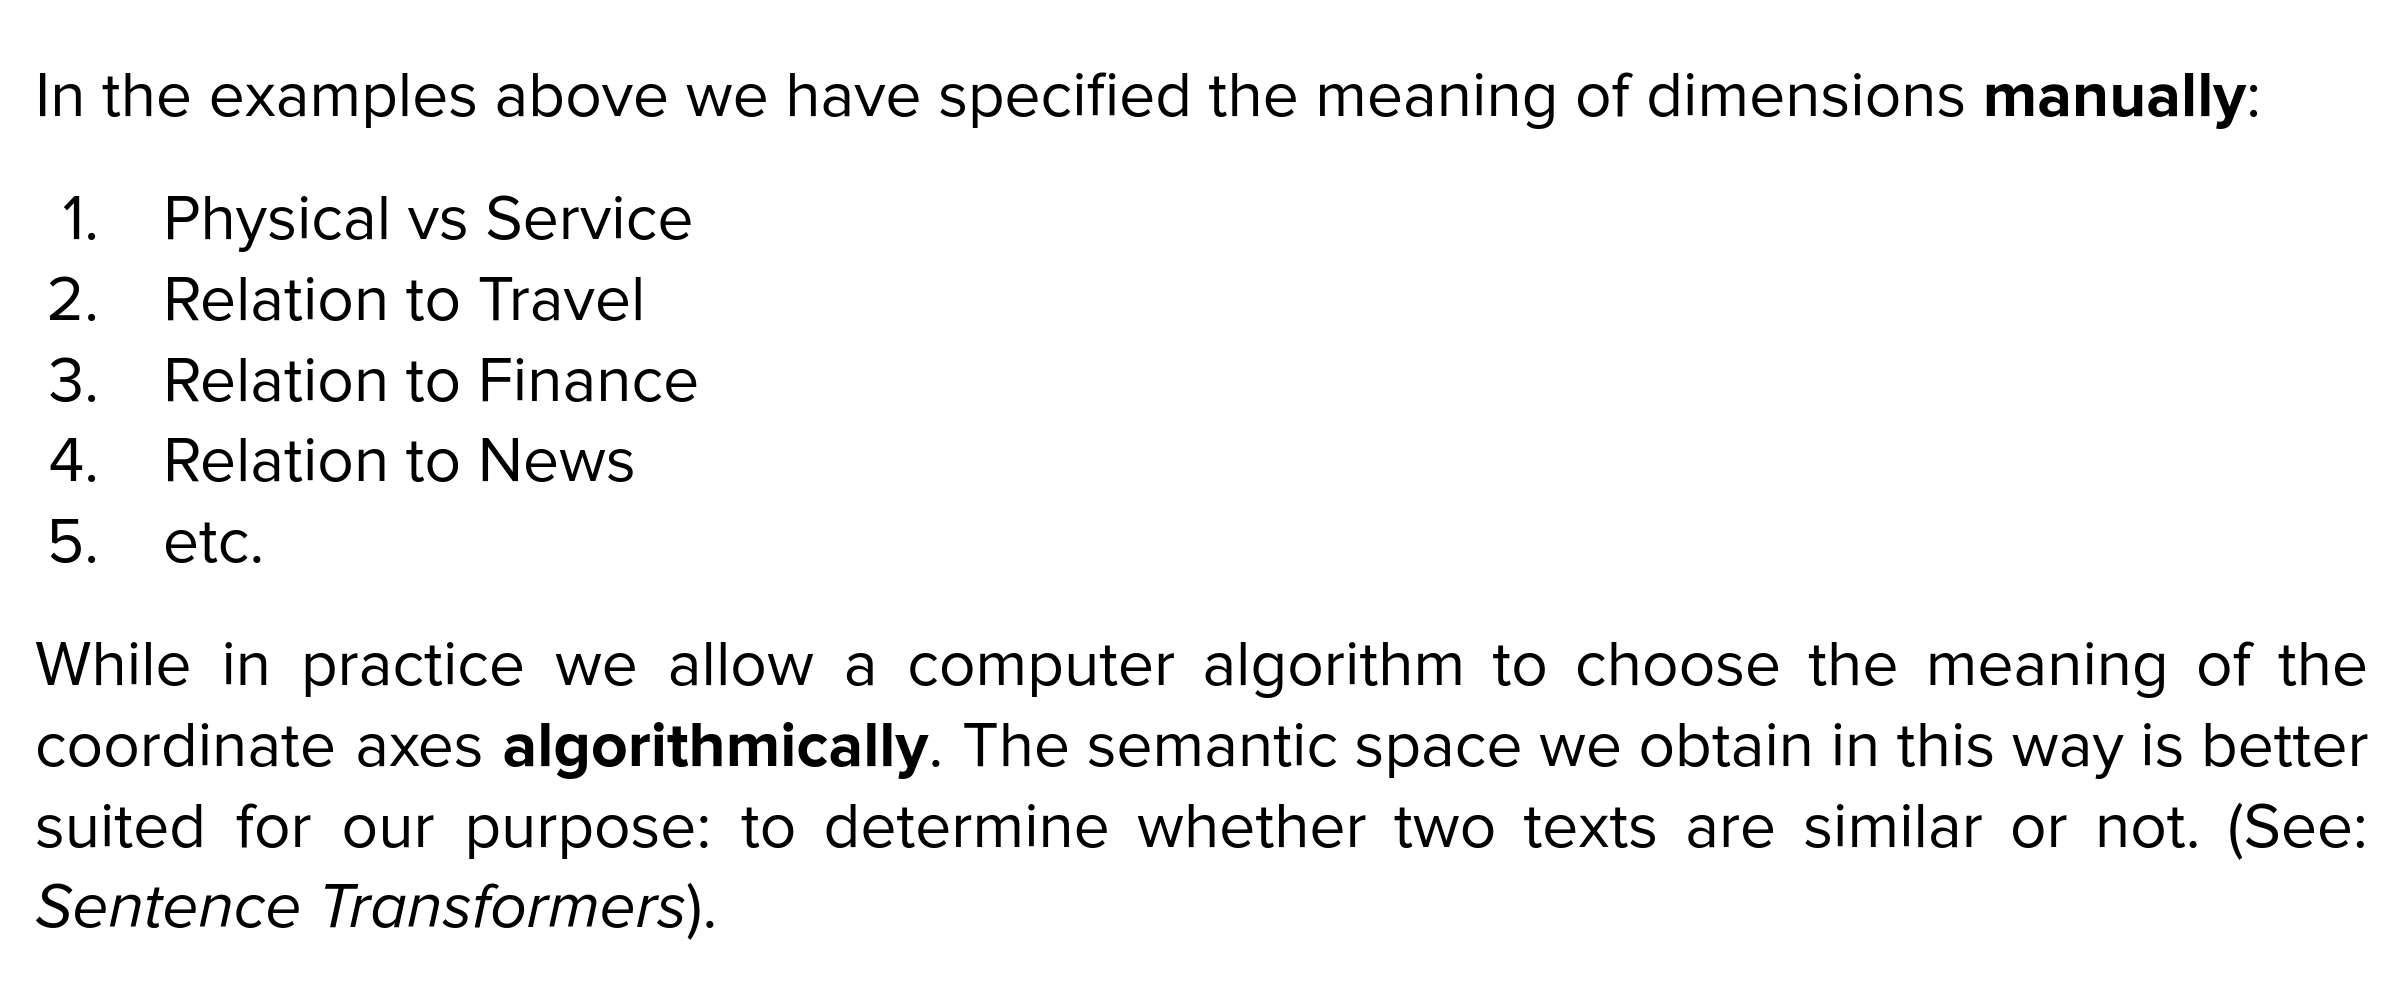 In the examples above we have specified the meaning of dimensions manually:
1. Physical vs Service
2. Relation to Travel
3. Relation to Finance
4. Relation to News
5. etc.
While in practice we allow a computer algorithm to choose the meaning of the
coordinate axes algorithmically. The semantic space we obtain in this way is better
suited for our purpose: to determine whether two texts are similar or not. (See:
Sentence Transformers).